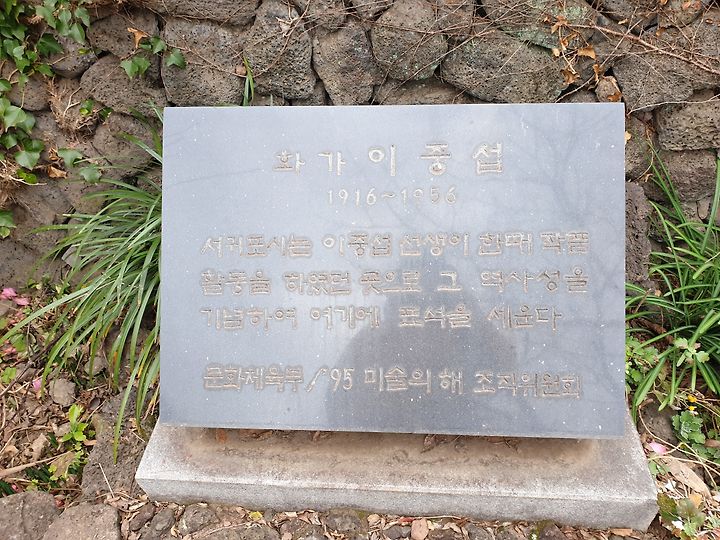 화가 이중섭
1916~1956
서귀포시는 이중섭 선생이 한때 작품
활동을 하였던 곳으로 그 역사성을
기념하여 여기에 표석을 세운다
문화체육부/'95 미술의해 조직위원회